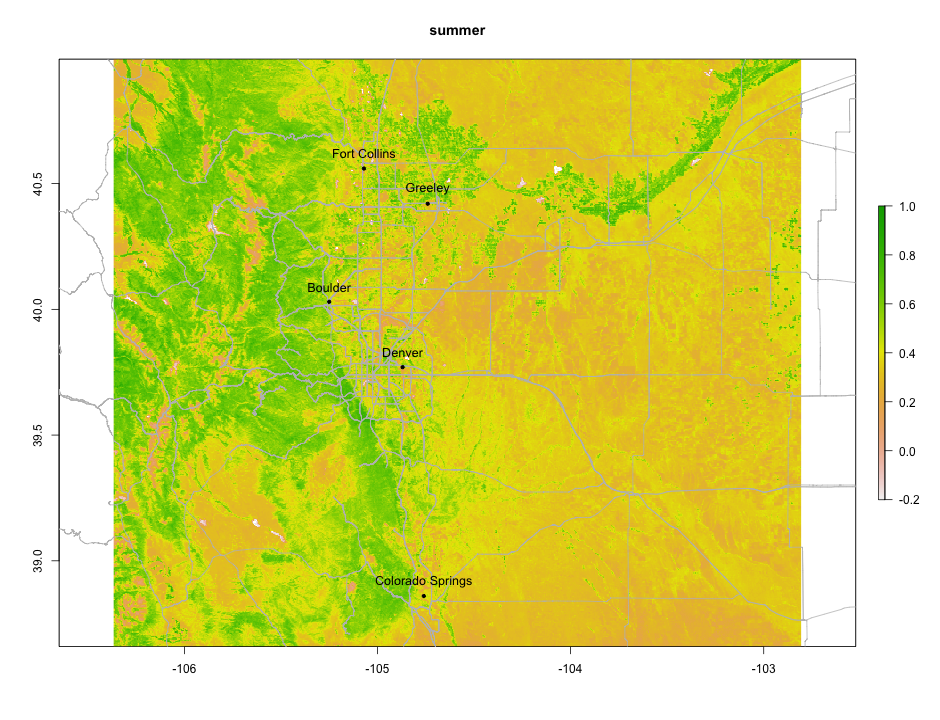 summer
Fort Collins
Greeley
Boulder
Denver
Colorado Springs
40.5
40.0
39.5
39.0
-106
-105
-104
-103
1.0
0.8
0.6
0.4
0.2
0.0
-0.2